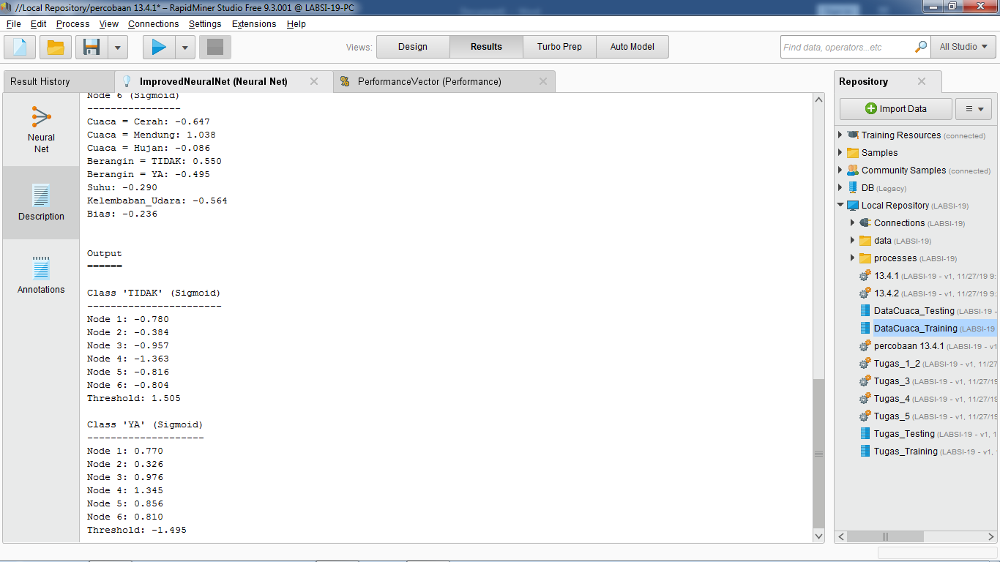 //Local Repository/percobaan 13.4.1* – RapidMiner Studio Free 9.3.001 @ LABSI-19-PC
File Edit Process View Connections Settings Extensions Help
Views: Design Results Turbo Prep Auto Model
Find data, operators...etc All Studio
Result History
ImprovedNeuralNet (Neural Net)
PerformanceVector (Performance)
Neural
Net
Description
Annotations
Node 6 (Sigmoid)
----------------
Cuaca = Cerah: -0.647
Cuaca = Mendung: 1.038
Cuaca = Hujan: -0.086
Berangin = TIDAK: 0.550
Berangin = YA: -0.495
Suhu: -0.290
Kelembaban_Udara: -0.564
Bias: -0.236
Output
======
Class 'TIDAK' (Sigmoid)
-----------------------
Node 1: -0.780
Node 2: -0.384
Node 3: -0.957
Node 4: -1.363
Node 5: -0.816
Node 6: -0.804
Threshold: 1.505
Class 'YA' (Sigmoid)
--------------------
Node 1: 0.770
Node 2: 0.326
Node 3: 0.976
Node 4: 1.345
Node 5: 0.856
Node 6: 0.810
Threshold: -1.495
Repository
Import Data
Training Resources (connected)
Samples
Community Samples (connected)
DB (Legacy)
Local Repository (LABSI-19)
Connections (LABSI-19)
data (LABSI-19)
processes (LABSI-19)
13.4.1 (LABSI-19 - v1, 11/27/19 9:
13.4.2 (LABSI-19 - v1, 11/27/19 9:
DataCuaca_Testing (LABSI-19 -
DataCuaca_Training (LABSI-19
percobaan 13.4.1 (LABSI-19 - v1
Tugas_1_2 (LABSI-19 - v1, 11/27
Tugas_3 (LABSI-19 - v1, 11/27/19
Tugas_4 (LABSI-19 - v1, 11/27/19
Tugas_5 (LABSI-19 - v1, 11/27/19
Tugas_Testing (LABSI-19 - v1, 1
Tugas_Training (LABSI-19 - v1,